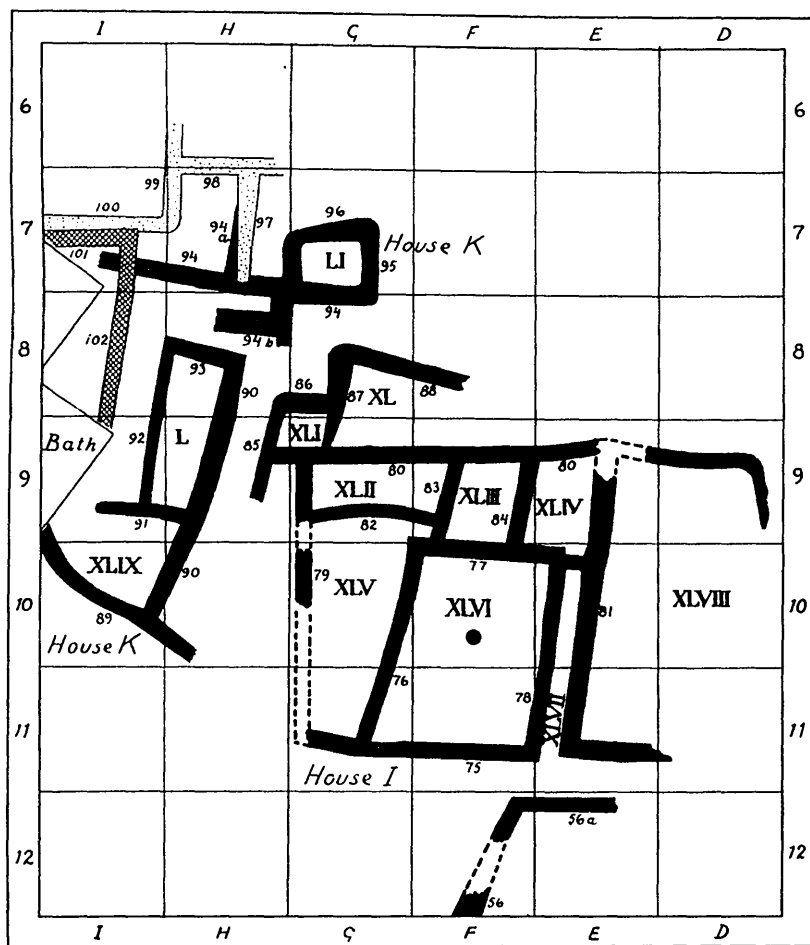 I H G F E D
6 6
99 98
100
94a 97 96
7 House K 7
LI
101 94 95
94
94 b
102 8
8 93 86
90 87 XL 88
92 L
Bath 85 XLI
9 80 80 9
XLII 83 XLIII XLIV
91 82 84
XLIX 79 XLV 77
90
10 XLVI 81 XLVIII 10
89
House K
76 78 XLVII
11 11
House I 75
56a
12 12
56
I H G F E D